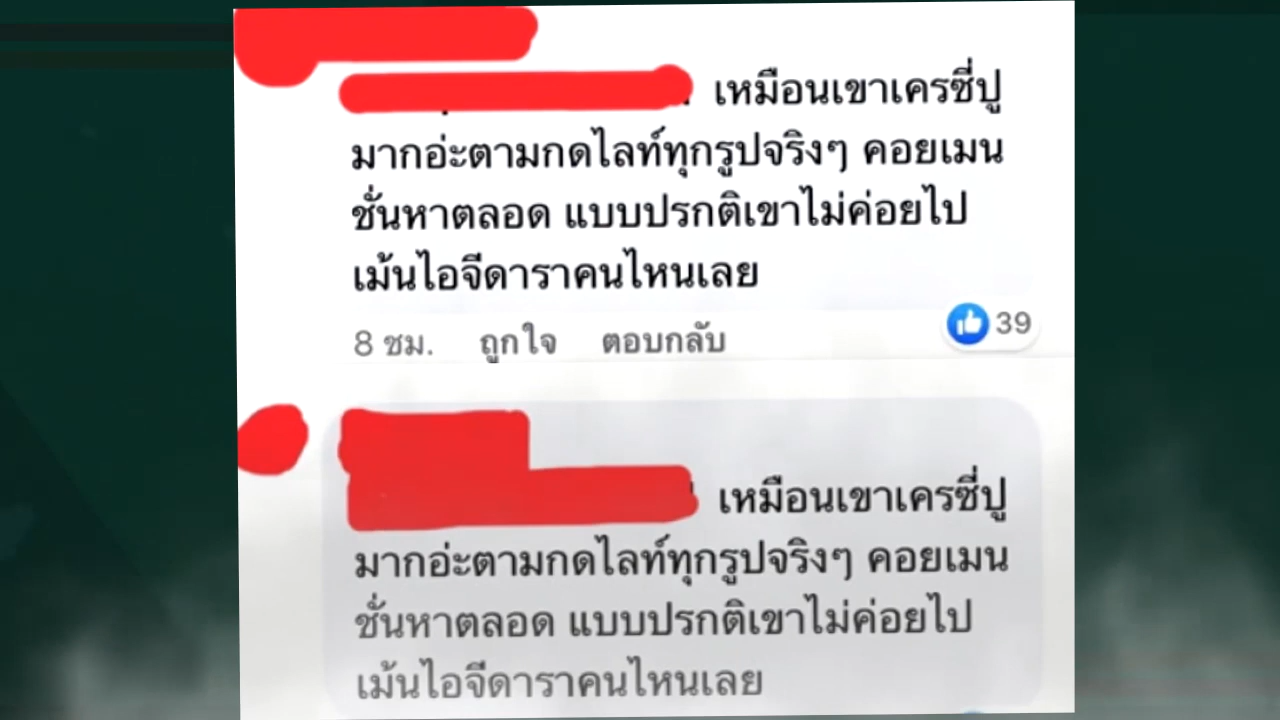 เหมือนเขาเครซี่ปู
มากอ่ะตามกดไลท์ทุกรูปจริงๆ คอยเมน
ชั่นหาตลอด แบบปรกติเขาไม่ค่อยไป
เม้นไอจีดาราคนไหนเลย
8 ชม. ถูกใจ ตอบกลับ 39
เหมือนเขาเครซี่ปู
มากอ่ะตามกดไลท์ทุกรูปจริงๆ คอยเมน
ชั่นหาตลอด แบบปรกติเขาไม่ค่อยไป
เม้นไอจีดาราคนไหนเลย